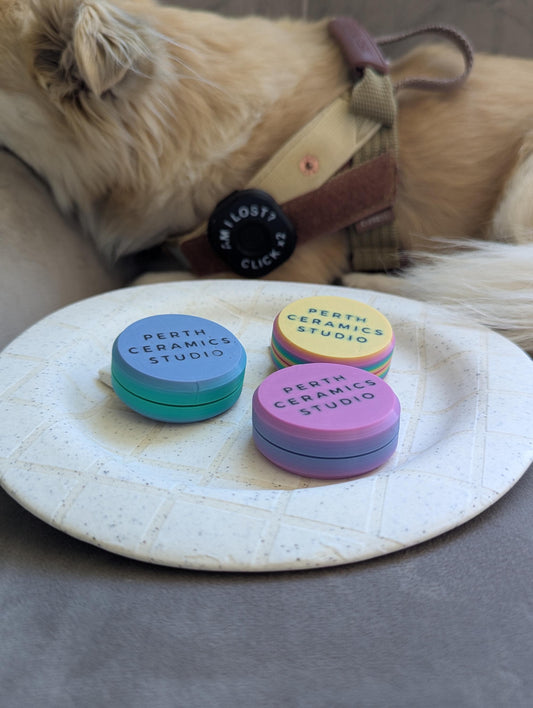 AM I LOST?
CLICK x2
PERTH
CERAMICS
STUDIO
PERTH
CERAMICS
STUDIO
PERTH
CERAMICS
STUDIO